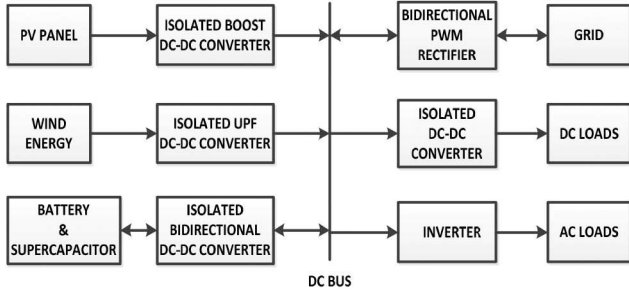 PV PANEL
ISOLATED BOOST
DC-DC CONVERTER
BIDIRECTIONAL
PWM
RECTIFIER
GRID
WIND
ENERGY
ISOLATED UPF
DC-DC CONVERTER
ISOLATED
DC-DC
CONVERTER
DC LOADS
BATTERY
&
SUPERCAPACITOR
ISOLATED
BIDIRECTIONAL
DC-DC CONVERTER
INVERTER
AC LOADS
DC BUS